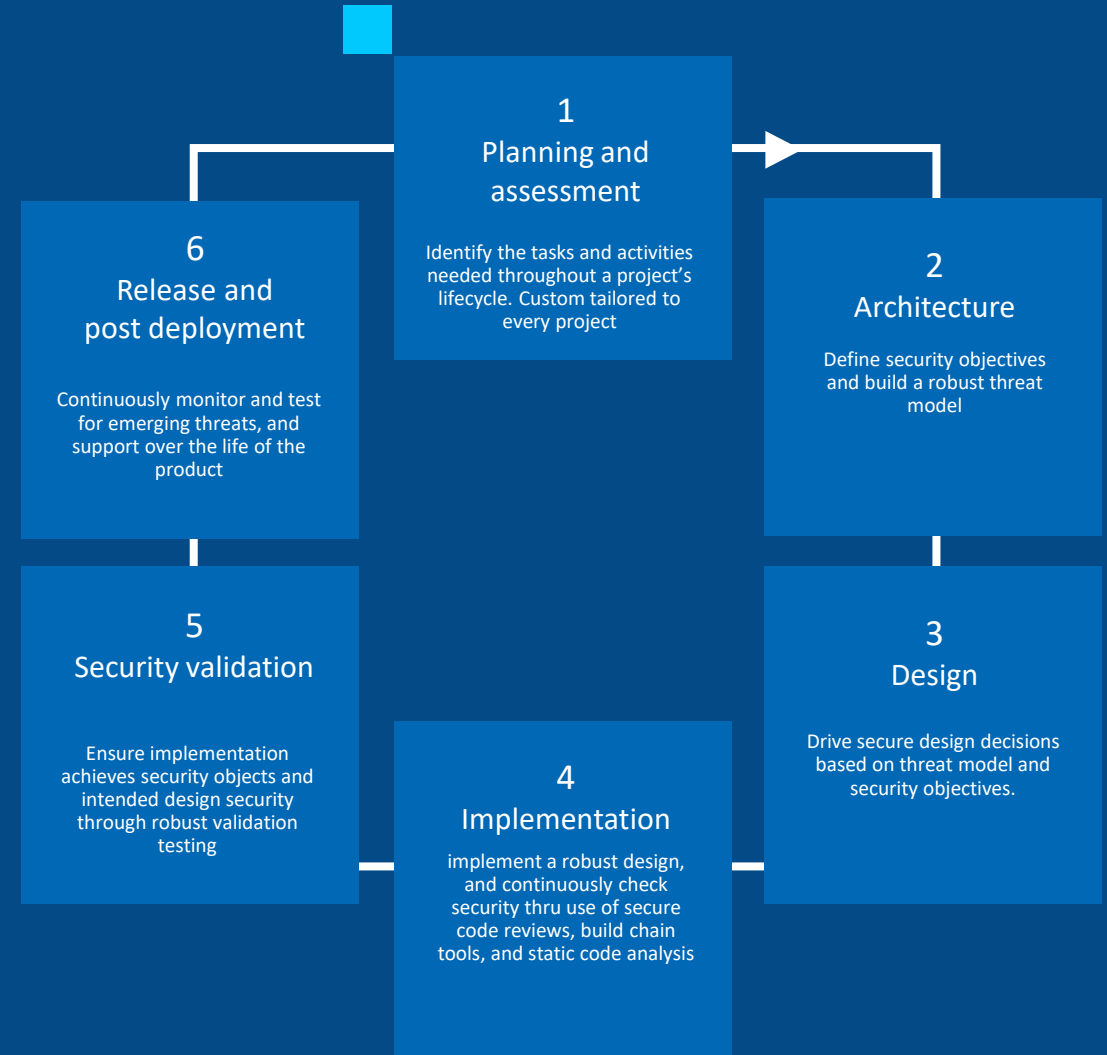 1
Planning and
assessment
Identify the tasks and activities
needed throughout a project’s
lifecycle. Custom tailored to
every project
2
Architecture
Define security objectives
and build a robust threat
model
3
Design
Drive secure design decisions
based on threat model and
security objectives.
4
Implementation
implement a robust design,
and continuously check
security thru use of secure
code reviews, build chain
tools, and static code analysis
5
Security validation
Ensure implementation
achieves security objects and
intended design security
through robust validation
testing
6
Release and
post deployment
Continuously monitor and test
for emerging threats, and
support over the life of the
product